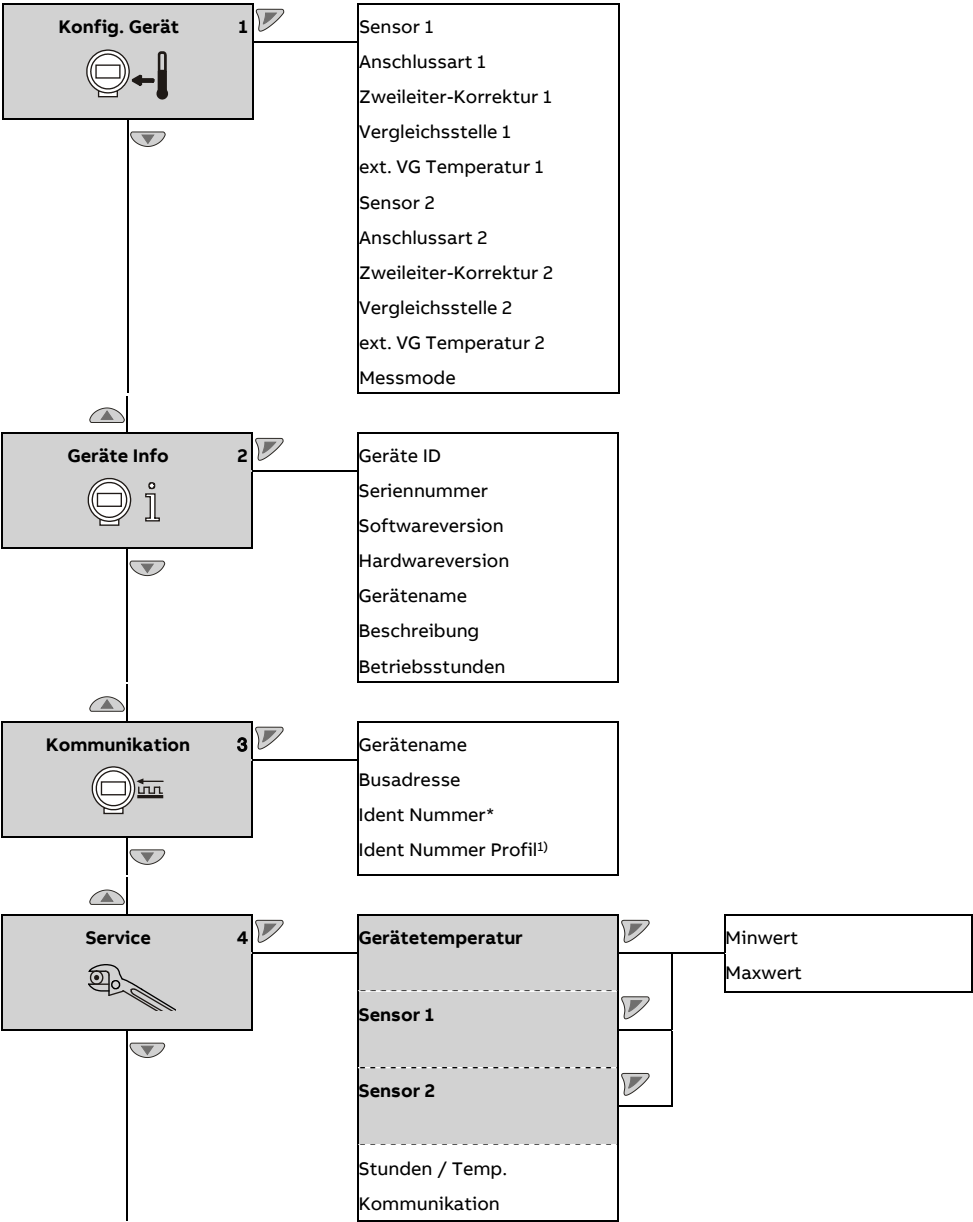 Konfig. Gerät 1
Sensor 1
Anschlussart 1
Zweileiter-Korrektur 1
Vergleichsstelle 1
ext. VG Temperatur 1
Sensor 2
Anschlussart 2
Zweileiter-Korrektur 2
Vergleichsstelle 2
ext. VG Temperatur 2
Messmode
Geräte Info 2
Geräte ID
Seriennummer
Softwareversion
Hardwareversion
Gerätename
Beschreibung
Betriebsstunden
Kommunikation 3
Gerätename
Busadresse
Ident Nummer*
Ident Nummer Profil1)
Service 4
Gerätetemperatur
Sensor 1
Sensor 2
Stunden / Temp.
Kommunikation
Minwert
Maxwert